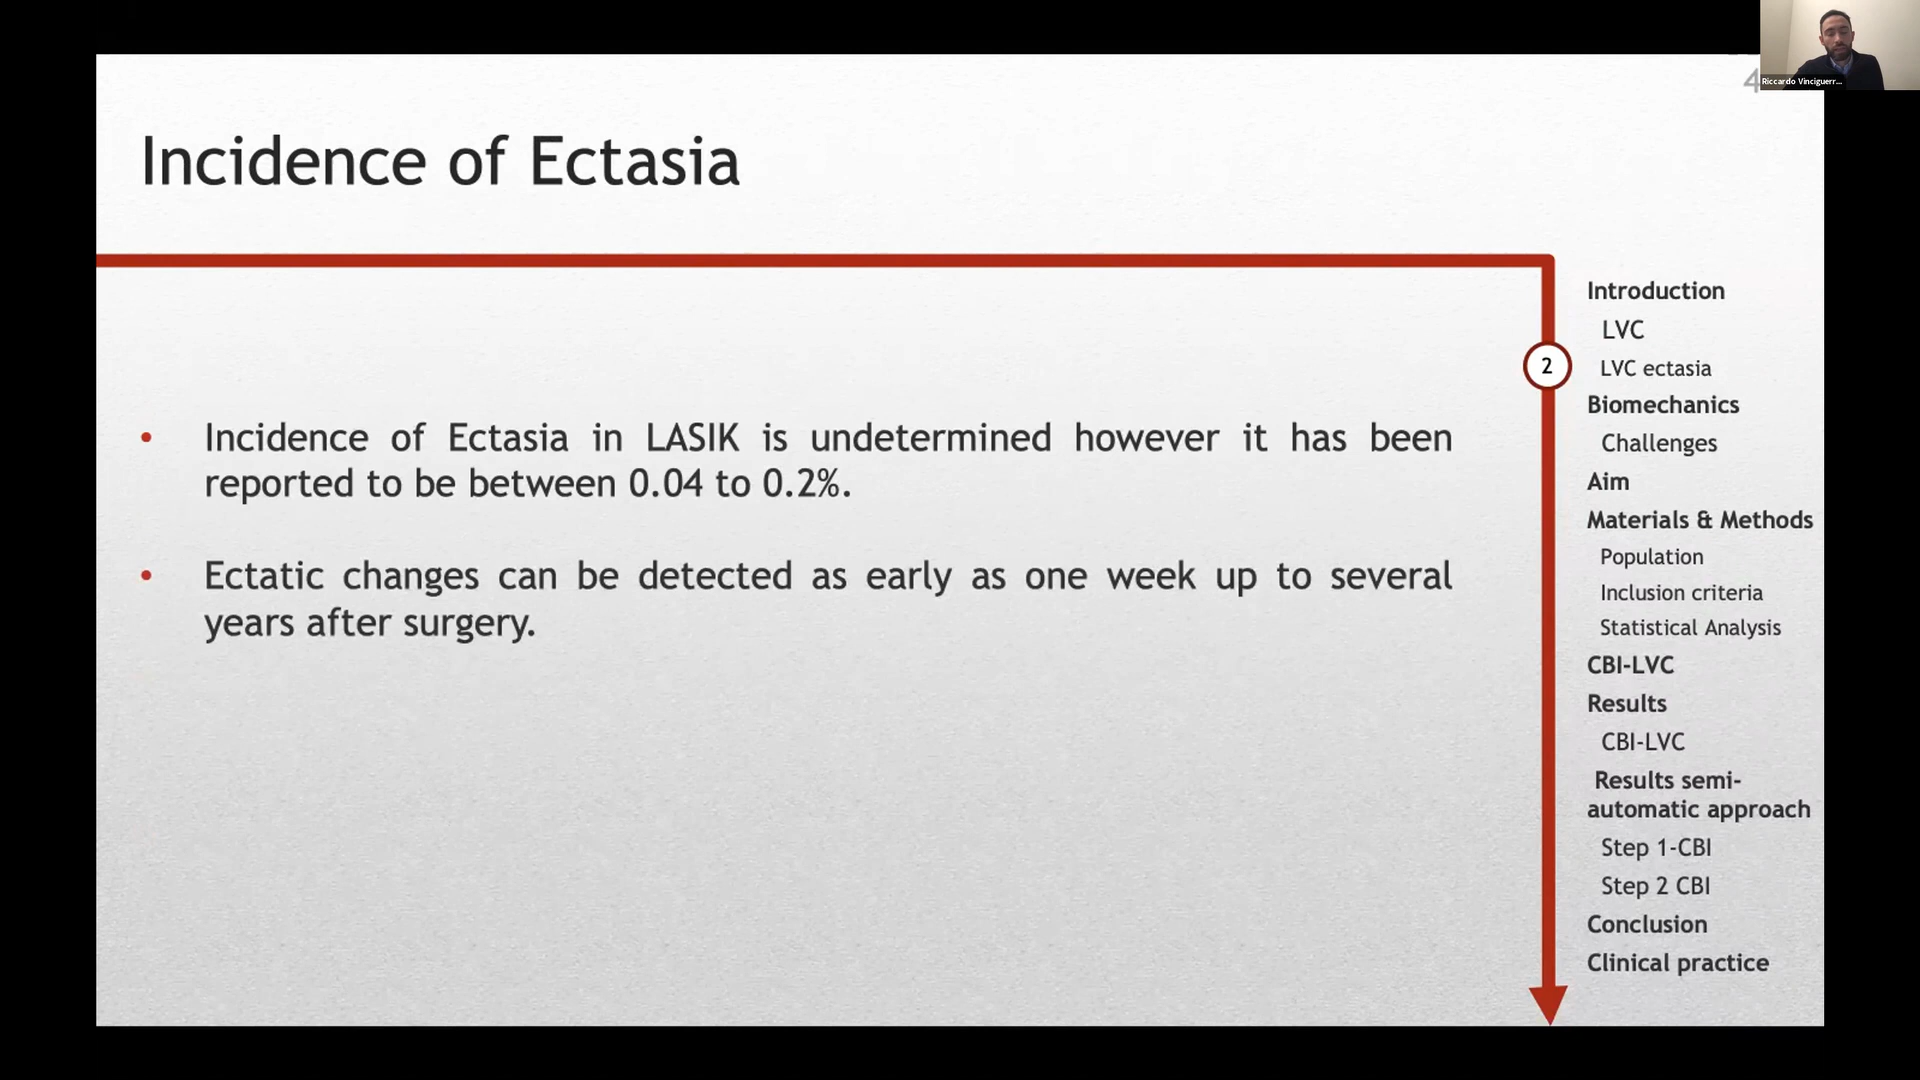 4
Riccardo Vinciguerr...
Incidence of Ectasia
• Incidence of Ectasia in LASIK is undetermined however it has been
reported to be between 0.04 to 0.2%.
• Ectatic changes can be detected as early as one week up to several
years after surgery.
2
Introduction
LVC
LVC ectasia
Biomechanics
Challenges
Aim
Materials & Methods
Population
Inclusion criteria
Statistical Analysis
CBI-LVC
Results
CBI-LVC
Results semi-
automatic approach
Step 1-CBI
Step 2 CBI
Conclusion
Clinical practice